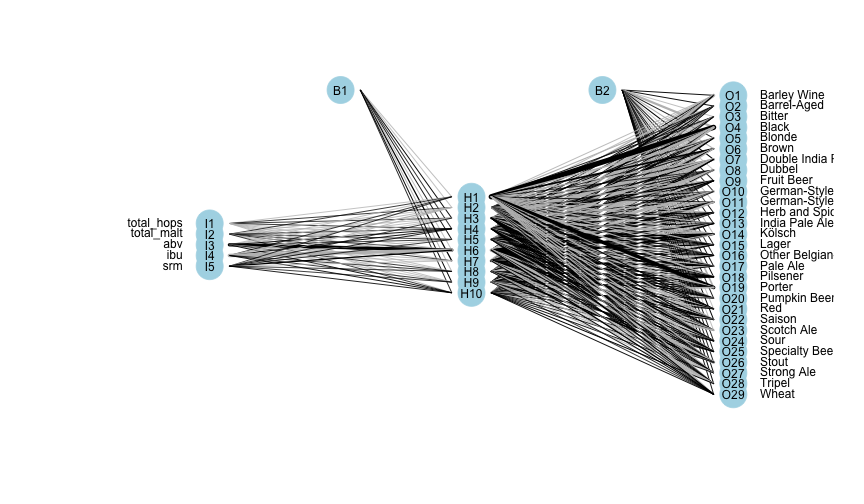 B1
B2
total_hops
total_malt
abv
ibu
srm
I1
I2
I3
I4
I5
H1
H2
H3
H4
H5
H6
H7
H8
H9
H10
O1 Barley Wine
O2 Barrel-Aged
O3 Bitter
O4 Black
O5 Blonde
O6 Brown
O7 Double India
O8 Dubbel
O9 Fruit Beer
O10 German-Style
O11 German-Style
O12 Herb and Spic
O13 India Pale Ale
O14 Kölsch
O15 Lager
O16 Other Belgian
O17 Pale Ale
O18 Pilsener
O19 Porter
O20 Pumpkin Beer
O21 Red
O22 Saison
O23 Scotch Ale
O24 Sour
O25 Specialty Bee
O26 Stout
O27 Strong Ale
O28 Tripel
O29 Wheat